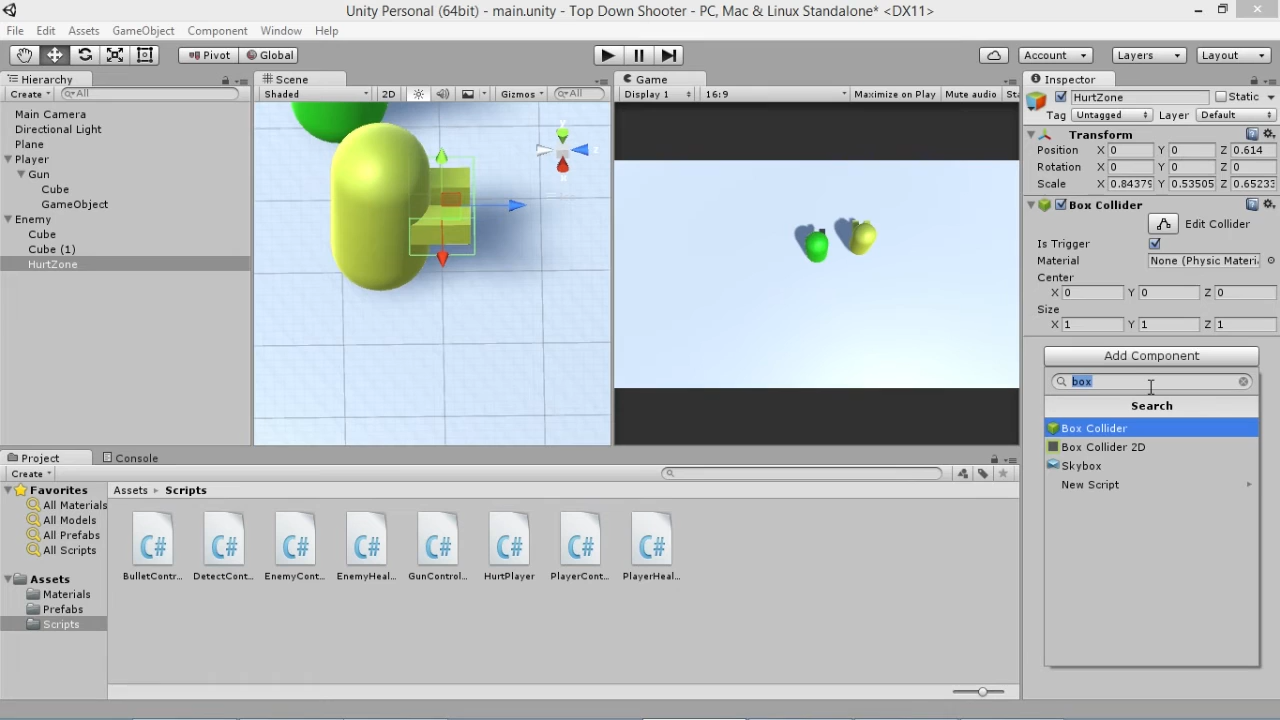 Unity Personal (64bit) - main.unity - Top Down Shooter - PC, Mac & Linux Standalone* <DX11>
File Edit Assets GameObject Component Window Help
Pivot Global Account Layers Layout
Hierarchy
Create All
Main Camera
Directional Light
Plane
Player
Gun
Cube
GameObject
Enemy
Cube
Cube (1)
HurtZone
Scene
Shaded 2D Gizmos All
Game
Display 1 16:9 Maximize on Play Mute audio Sta
Inspector
HurtZone Static
Tag Untagged Layer Default
Transform
Position X 0 Y 0 Z 0.614
Rotation X 0 Y 0 Z 0
Scale X 0.84379 Y 0.53505 Z 0.65233
Box Collider
Edit Collider
Is Trigger
Material None (Physic Materi
Center
X 0 Y 0 Z 0
Size
X 1 Y 1 Z 1
Add Component
box
Search
Box Collider
Box Collider 2D
Skybox
New Script
Project Console
Create
Favorites
All Materials
All Models
All Prefabs
All Scripts
Assets
Materials
Prefabs
Scripts
Assets Scripts
BulletContr... DetectCont... EnemyCont... EnemyHeal... GunControl... HurtPlayer PlayerCont... PlayerHeal...